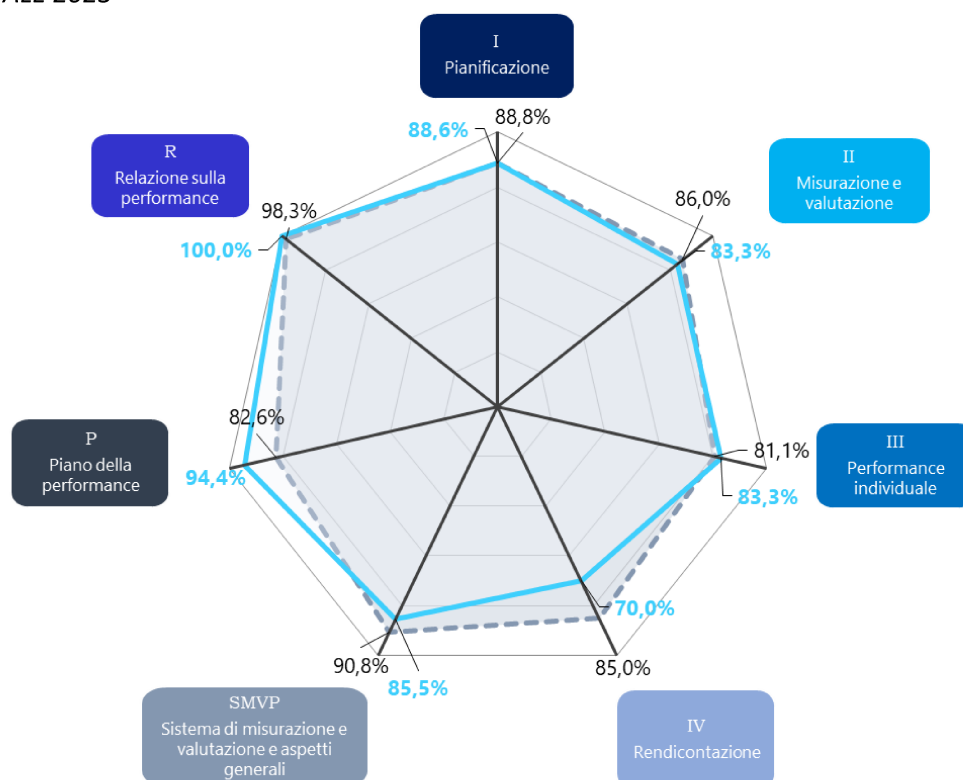 I
Pianificazione
88,6%
88,8%
R
Relazione sulla
performance
98,3%
100,0%
II
Misurazione e
valutazione
86,0%
83,3%
P
Piano della
performance
82,6%
94,4%
III
Performance
individuale
81,1%
83,3%
SMVP
Sistema di misurazione e
valutazione e aspetti
generali
90,8%
85,5%
IV
Rendicontazione
70,0%
85,0%